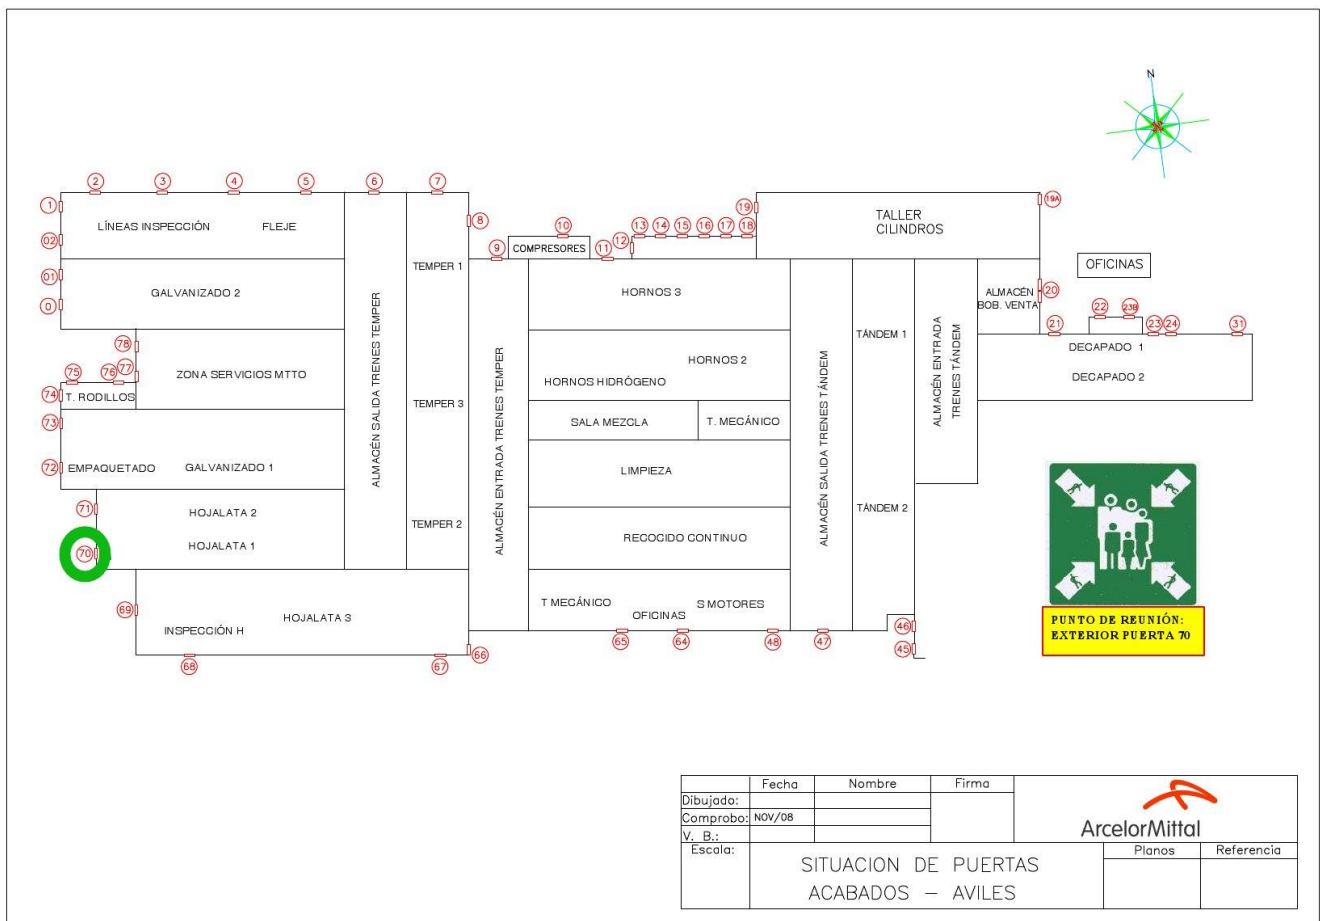 N
2
3
4
5
6
7
1
02
01
0
8
LÍNEAS INSPECCIÓN
FLEJE
GALVANIZADO 2
78
77
76
75
74
73
72
ZONA SERVICIOS MTTO
T. RODILLOS
EMPAQUETADO
GALVANIZADO 1
71
HOJALATA 2
70
HOJALATA 1
69
HOJALATA 3
INSPECCIÓN H
68
67
66
ALMACÉN SALIDA TRENES TEMPER
TEMPER 1
TEMPER 3
TEMPER 2
ALMACÉN ENTRADA TRENES TEMPER
9
10
COMPRESORES
11
12
13
14
15
16
17
18
19
TALLER
CILINDROS
19A
HORNOS 3
HORNOS 2
HORNOS HIDRÓGENO
SALA MEZCLA
T. MECÁNICO
LIMPIEZA
RECOCIDO CONTINUO
T MECÁNICO
OFICINAS
S MOTORES
65
64
48
47
46
45
ALMACÉN SALIDA TRENES TÁNDEM
TÁNDEM 1
TÁNDEM 2
ALMACÉN ENTRADA
TRENES TÁNDEM
ALMACÉN
BOB. VENTA
20
OFICINAS
21
22
23B
23
24
31
DECAPADO 1
DECAPADO 2
PUNTO DE REUNIÓN:
EXTERIOR PUERTA 70
Fecha
Nombre
Firma
Dibujado:
Comprobo:
NOV/08
V. B.:
Escala:
SITUACION DE PUERTAS
ACABADOS – AVILES
ArcelorMittal
Planos
Referencia